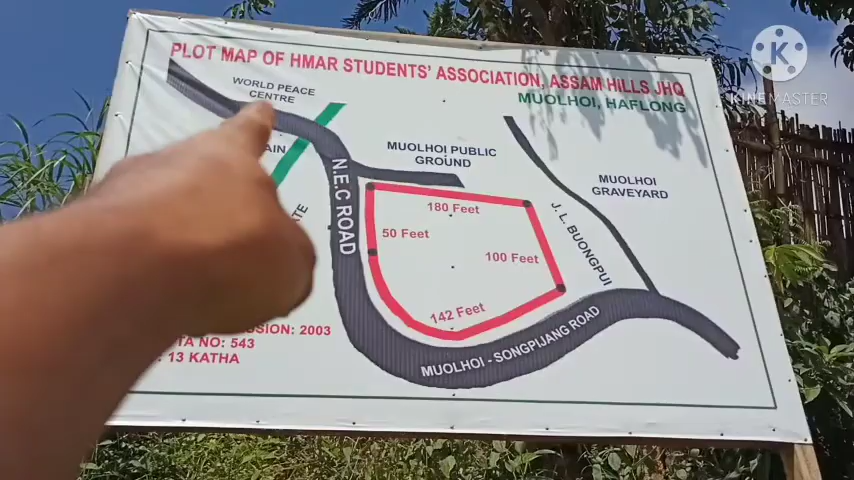 PLOT MAP OF HMAR STUDENTS' ASSOCIATION, ASSAM HILLS JHQ
MUOLHOI, HAFLONG
WORLD PEACE
CENTRE
MUOLHOI PUBLIC
GROUND
MUOLHOI
GRAVEYARD
N.E.C ROAD
180 Feet
50 Feet
100 Feet
142 Feet
J. L. BUONGPUI
MUOLHOI - SONGPIJANG ROAD
2003
NO: 543
13 KATHA
K
KINEMASTER